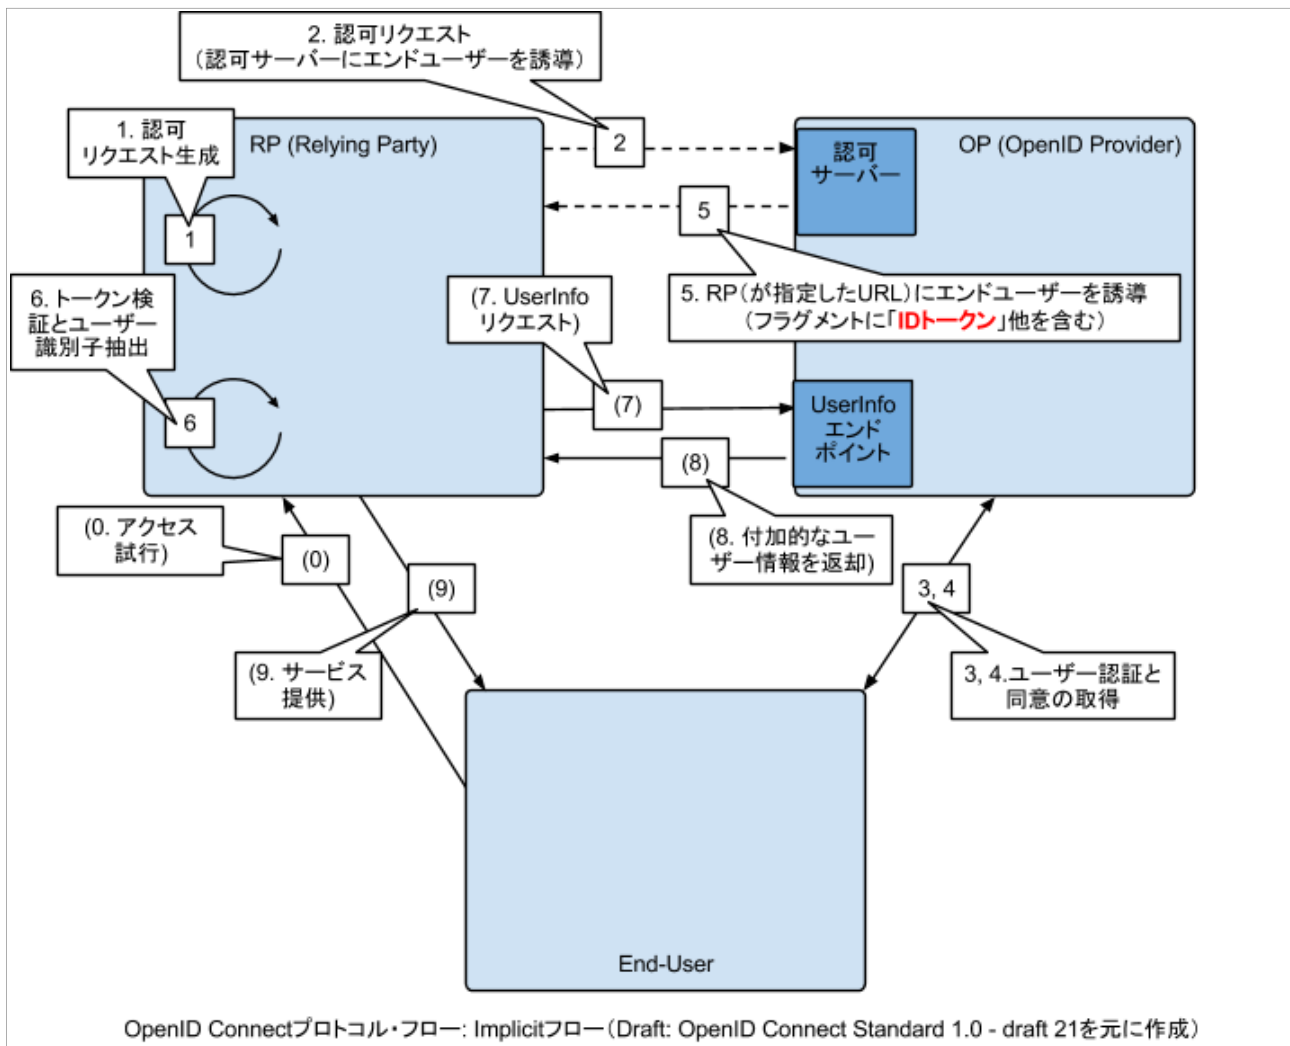 2. 認可リクエスト
（認可サーバーにエンドユーザーを誘導）
1. 認可
リクエスト生成
RP (Relying Party)
2
認可
サーバー
OP (OpenID Provider)
5
1
5. RP（が指定したURL）にエンドユーザーを誘導
（フラグメントに「IDトークン」他を含む）
6. トークン検
証とユーザー
識別子抽出
(7. UserInfo
リクエスト)
6
(7)
UserInfo
エンド
ポイント
(8)
(0. アクセス
試行)
(0)
(8. 付加的なユ
ーザー情報を返却)
(9)
3, 4
(9. サービス
提供)
3, 4.ユーザー認証と
同意の取得
End-User
OpenID Connectプロトコル・フロー: Implicitフロー（Draft: OpenID Connect Standard 1.0 - draft 21を元に作成）